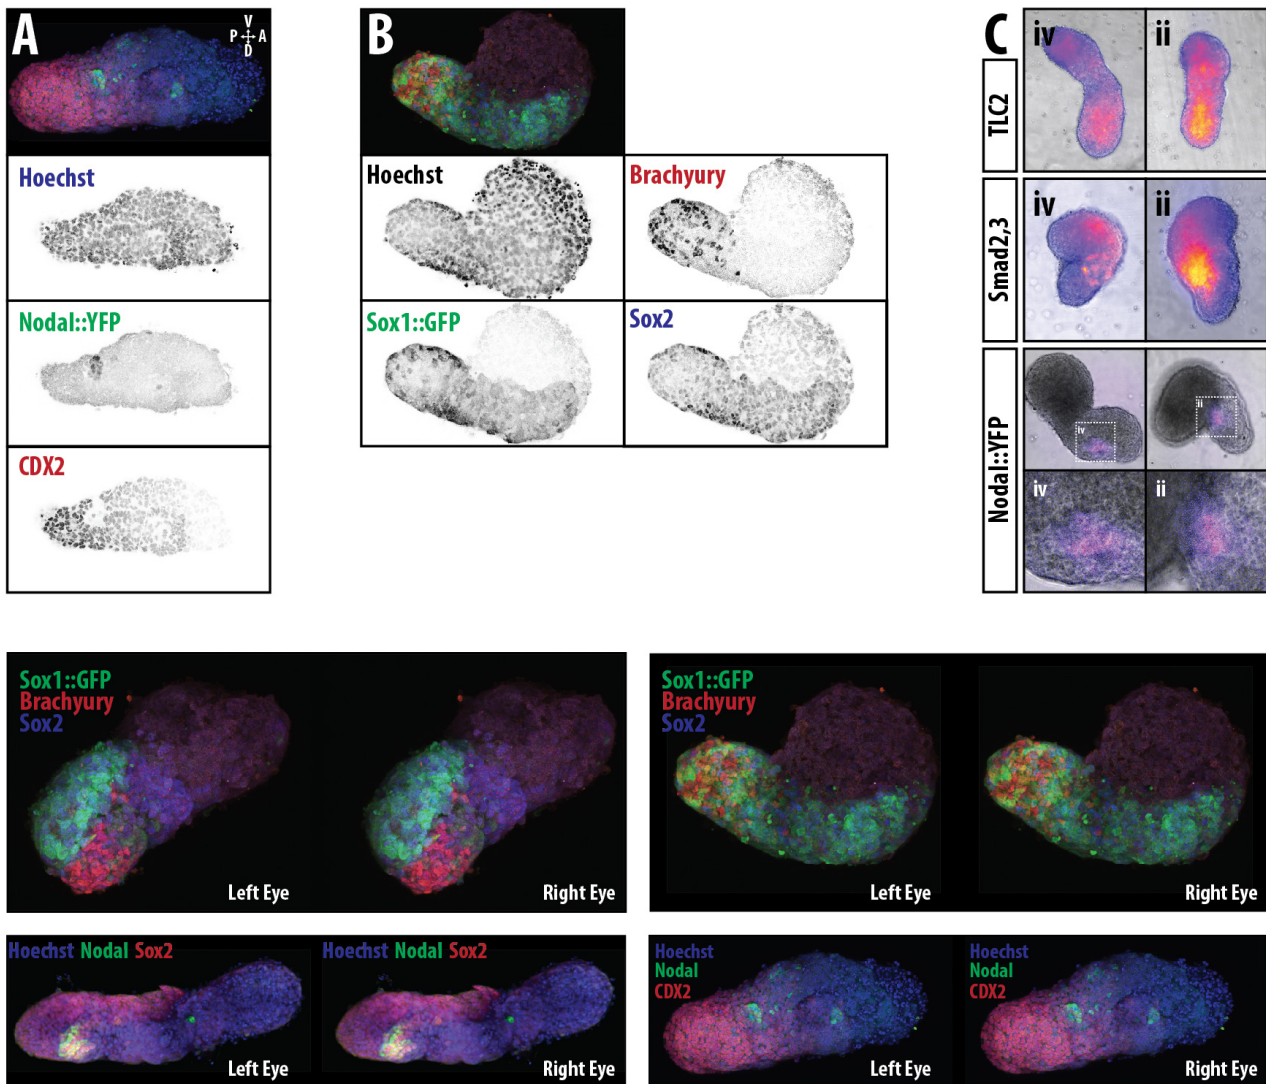 A
V
P A
D
Hoechst
Nodal::YFP
CDX2
B
Hoechst
Brachyury
Sox1::GFP
Sox2
C
TLC2
iv
ii
Smad2,3
iv
ii
Nodal::YFP
iv
ii
iv
ii
Sox1::GFP
Brachyury
Sox2
Left Eye
Right Eye
Sox1::GFP
Brachyury
Sox2
Left Eye
Right Eye
Hoechst Nodal Sox2
Hoechst Nodal Sox2
Left Eye
Right Eye
Hoechst
Nodal
CDX2
Hoechst
Nodal
CDX2
Left Eye
Right Eye